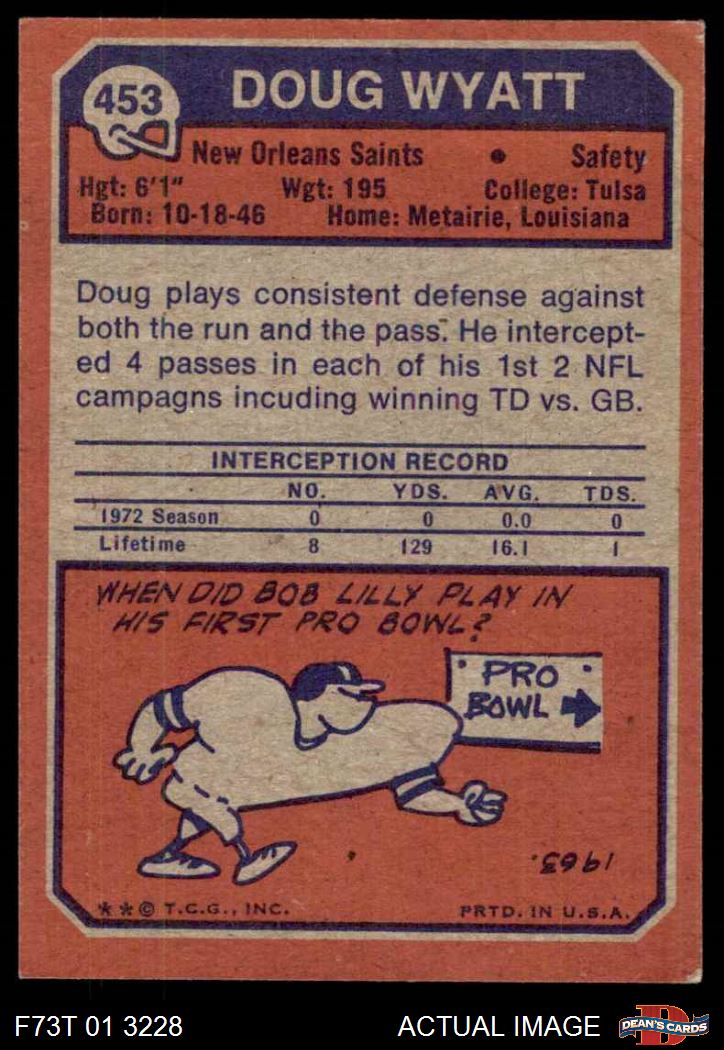 453
DOUG WYATT
New Orleans Saints • Safety
Hgt: 6'1" Wgt: 195 College: Tulsa
Born: 10-18-46 Home: Metairie, Louisiana
Doug plays consistent defense against
both the run and the pass. He intercept-
ed 4 passes in each of his 1st 2 NFL
campagns incuding winning TD vs. GB.
INTERCEPTION RECORD
NO. YDS. AVG. TDS.
1972 Season 0 0 0.0 0
Lifetime 8 129 16.1 1
WHEN DID BOB LILLY PLAY IN
HIS FIRST PRO BOWL?
PRO
BOWL
1963.
* * © T.C.G., INC. PRTD. IN U.S.A.
F73T 01 3228 ACTUAL IMAGE
D
DEAN'S CARDS